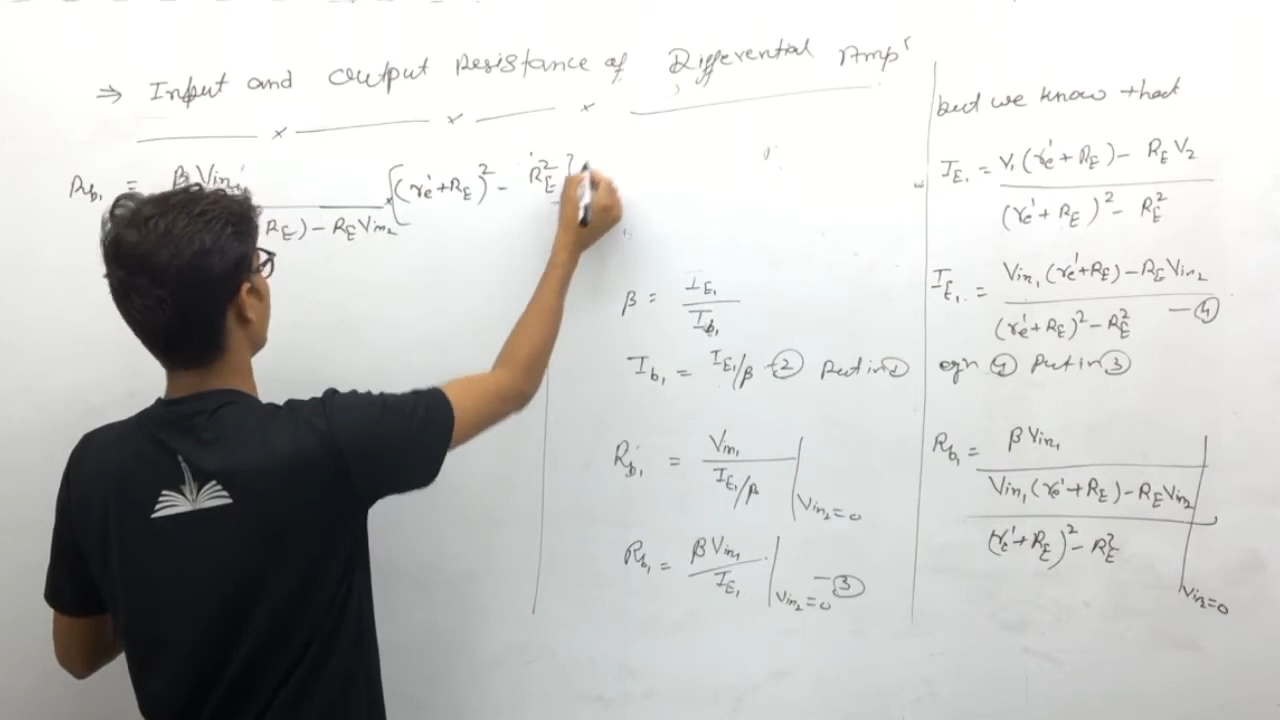 ⇒ Input and Output Resistance of Differential Amp'
R_b₁ = β Vin₁ / R_E) − R_E Vin₂ × [(re' + R_E)² − R_E²]
β = I_E₁ / I_b₁
I_b₁ = I_E₁/β − ② put in ①
R_b₁ = Vin₁ / (I_E₁/β) | Vin₂=0
R_b₁ = β Vin₁ / I_E₁ | Vin₂=0 − ③
but we know that
I_E₁ = V₁(re' + R_E) − R_E V₂ / (re' + R_E)² − R_E²
I_E₁ = Vin₁(re' + R_E) − R_E Vin₂ / (re' + R_E)² − R_E² − ④
eqn ④ put in ③
R_b₁ = β Vin₁ / Vin₁(re' + R_E) − R_E Vin₂ / (re' + R_E)² − R_E² | Vin₂=0